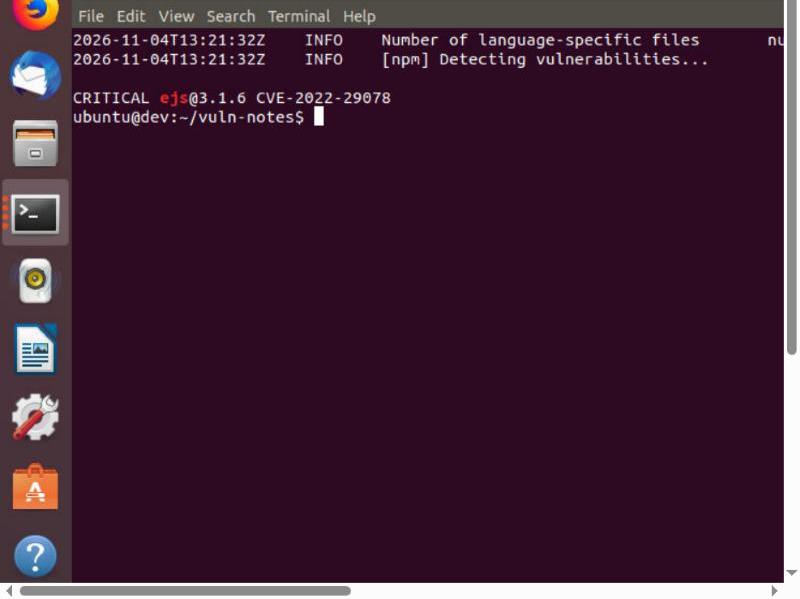 File Edit View Search Terminal Help
2026-11-04T13:21:32Z    INFO    Number of language-specific files    nu
2026-11-04T13:21:32Z    INFO    [npm] Detecting vulnerabilities...
CRITICAL ejs@3.1.6 CVE-2022-29078
ubuntu@dev:~/vuln-notes$